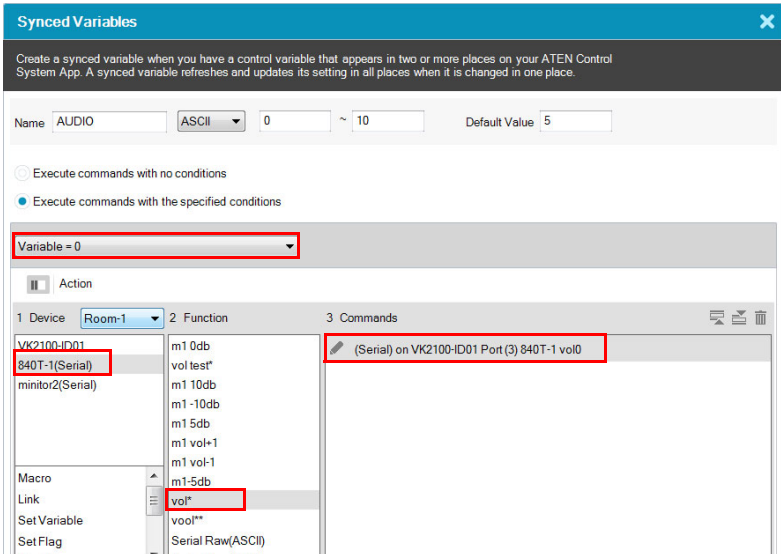 Synced Variables
Create a synced variable when you have a control variable that appears in two or more places on your ATEN Control
System App. A synced variable refreshes and updates its setting in all places when it is changed in one place.
Name AUDIO ASCII 0 ~ 10 Default Value 5
Execute commands with no conditions
Execute commands with the specified conditions
Variable = 0
Action
1 Device Room-1 2 Function 3 Commands
VK2100-ID01
840T-1(Serial)
minitor2(Serial)
Macro
Link
Set Variable
Set Flag
m1 0db
vol test*
m1 10db
m1 -10db
m1 5db
m1 vol+1
m1 vol-1
m1-5db
vol*
vool**
Serial Raw(ASCII)
(Serial) on VK2100-ID01 Port (3) 840T-1 vol0